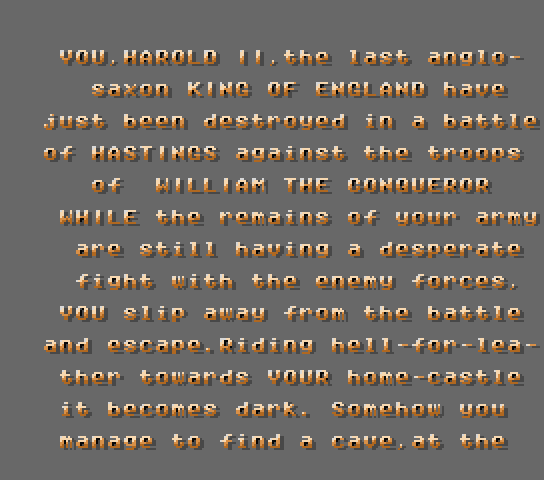 YOU,HAROLD II,the last anglo-
saxon KING OF ENGLAND have
just been destroyed in a battle
of HASTINGS against the troops
of WILLIAM THE CONQUEROR
WHILE the remains of your army
are still having a desperate
fight with the enemy forces,
YOU slip away from the battle
and escape.Riding hell-for-lea-
ther towards YOUR home-castle
it becomes dark. Somehow you
manage to find a cave,at the